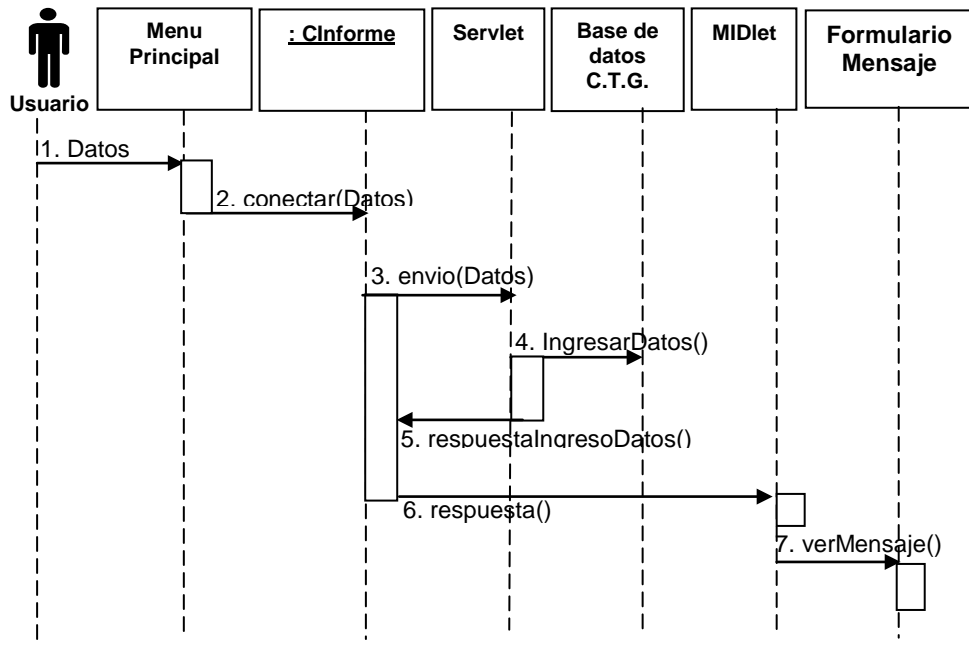 Usuario
Menu
Principal
: CInforme
Servlet
Base de
datos
C.T.G.
MIDlet
Formulario
Mensaje
1. Datos
2. conectar(Datos)
3. envio(Datos)
4. IngresarDatos()
5. respuestaIngresoDatos()
6. respuesta()
7. verMensaje()